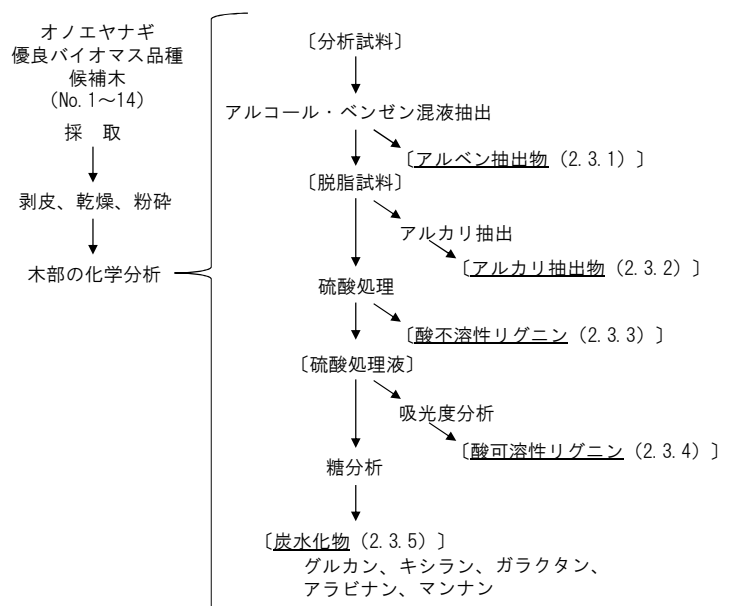 オノエヤナギ
優良バイオマス品種
候補木
（No.1～14）
採　取
剥皮、乾燥、粉砕
木部の化学分析
〔分析試料〕
アルコール・ベンゼン混液抽出
〔アルベン抽出物（2.3.1）〕
〔脱脂試料〕
アルカリ抽出
〔アルカリ抽出物（2.3.2）〕
硫酸処理
〔酸不溶性リグニン（2.3.3）〕
〔硫酸処理液〕
吸光度分析
〔酸可溶性リグニン（2.3.4）〕
糖分析
〔炭水化物（2.3.5）〕
グルカン、キシラン、ガラクタン、
アラビナン、マンナン